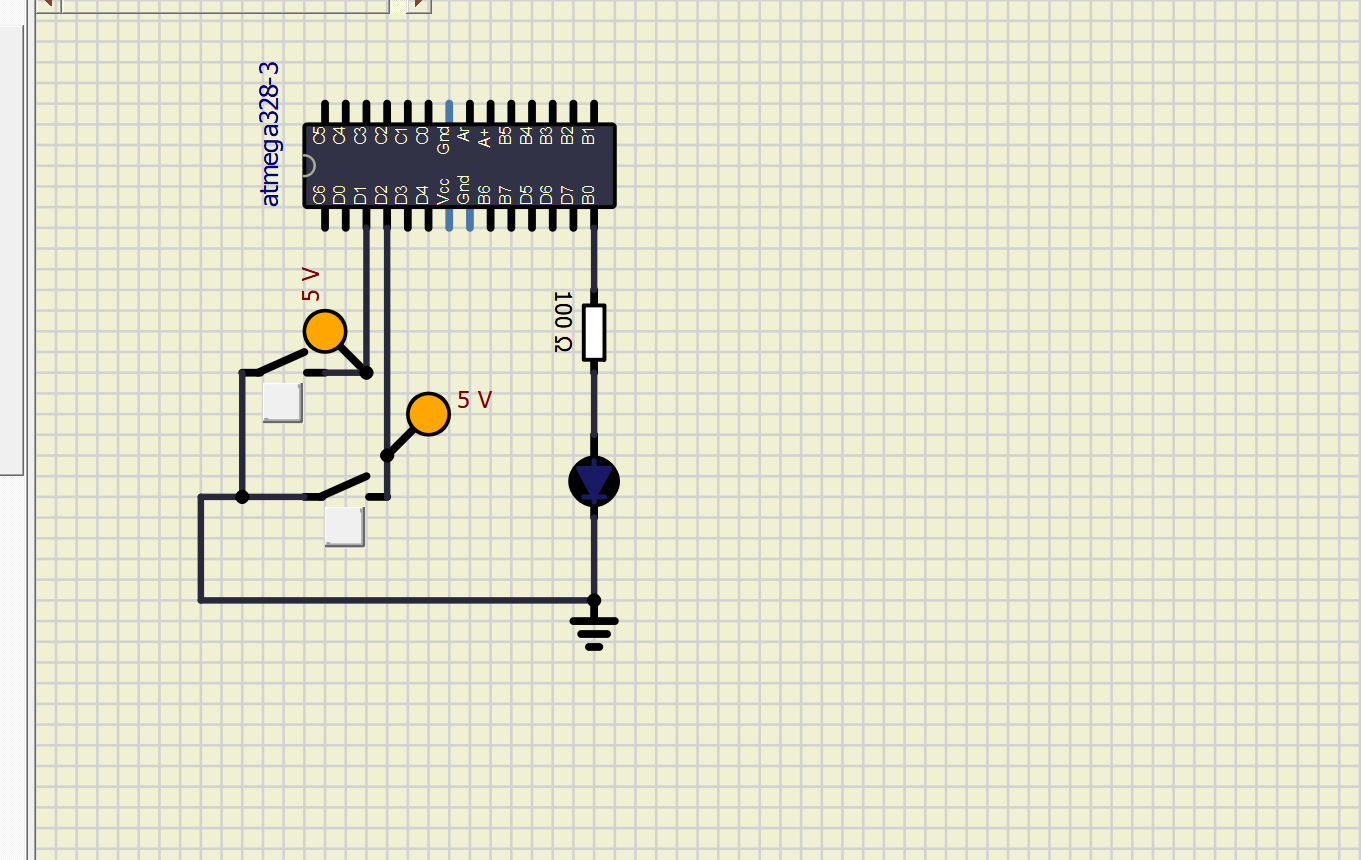 atmega328-3
C5 C4 C3 C2 C1 C0 Gnd Ar A+ B5 B4 B3 B2 B1
C6 D0 D1 D2 D3 D4 Vcc Gnd B6 B7 D5 D6 D7 B0
5 V
100 Ω
5 V